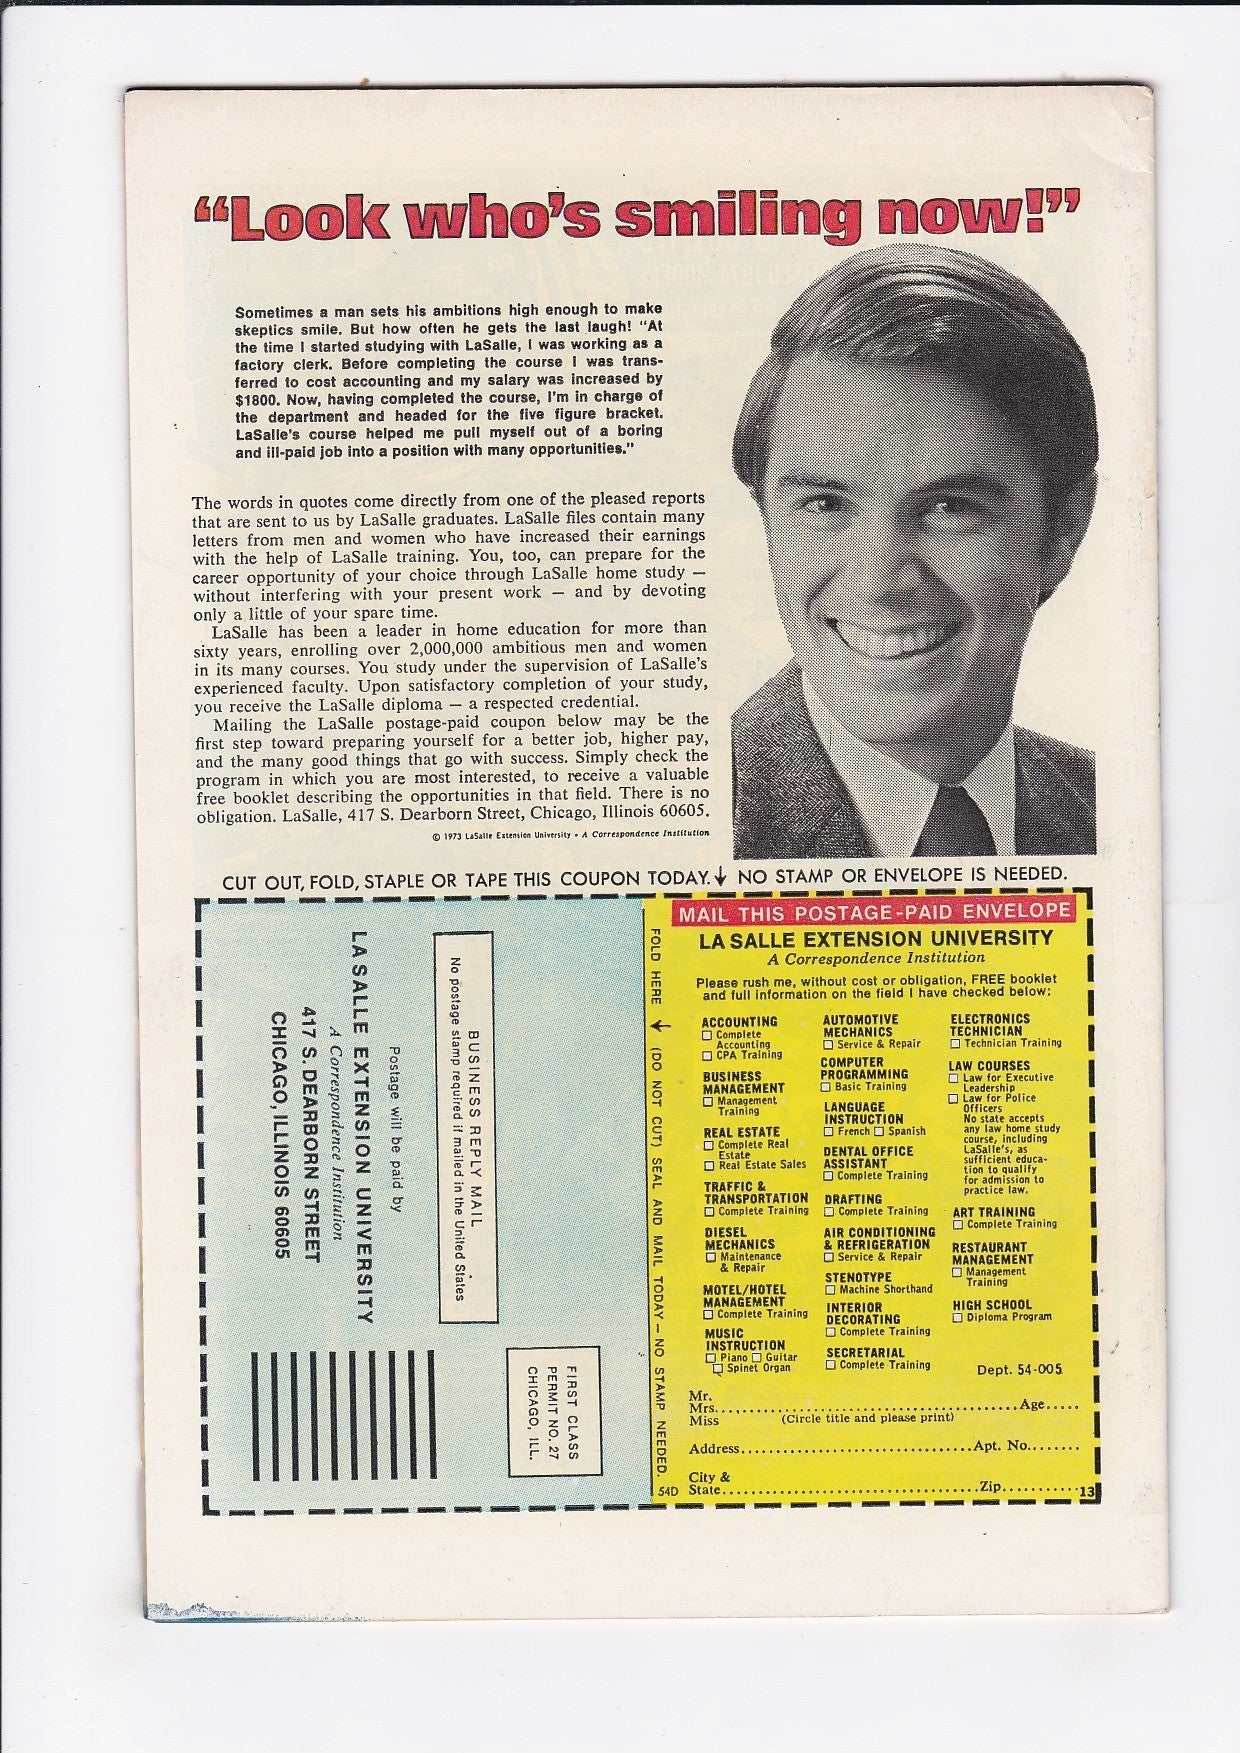 “Look who's smiling now!”
Sometimes a man sets his ambitions high enough to make
skeptics smile. But how often he gets the last laugh! "At
the time I started studying with LaSalle, I was working as a
factory clerk. Before completing the course I was trans-
ferred to cost accounting and my salary was increased by
$1800. Now, having completed the course, I'm in charge of
the department and headed for the five figure bracket.
LaSalle's course helped me pull myself out of a boring
and ill-paid job into a position with many opportunities."
The words in quotes come directly from one of the pleased reports
that are sent to us by LaSalle graduates. LaSalle files contain many
letters from men and women who have increased their earnings
with the help of LaSalle training. You, too, can prepare for the
career opportunity of your choice through LaSalle home study —
without interfering with your present work — and by devoting
only a little of your spare time.
LaSalle has been a leader in home education for more than
sixty years, enrolling over 2,000,000 ambitious men and women
in its many courses. You study under the supervision of LaSalle's
experienced faculty. Upon satisfactory completion of your study,
you receive the LaSalle diploma — a respected credential.
Mailing the LaSalle postage-paid coupon below may be the
first step toward preparing yourself for a better job, higher pay,
and the many good things that go with success. Simply check the
program in which you are most interested, to receive a valuable
free booklet describing the opportunities in that field. There is no
obligation. LaSalle, 417 S. Dearborn Street, Chicago, Illinois 60605.
© 1973 LaSalle Extension University • A Correspondence Institution
CUT OUT, FOLD, STAPLE OR TAPE THIS COUPON TODAY.↓ NO STAMP OR ENVELOPE IS NEEDED.
BUSINESS REPLY MAIL
No postage stamp required if mailed in the United States
Postage will be paid by
LA SALLE EXTENSION UNIVERSITY
A Correspondence Institution
417 S. DEARBORN STREET
CHICAGO, ILLINOIS 60605
FIRST CLASS
PERMIT NO. 27
CHICAGO, ILL.
FOLD HERE → (DO NOT CUT) SEAL AND MAIL TODAY — NO STAMP NEEDED.
54D
MAIL THIS POSTAGE-PAID ENVELOPE
LA SALLE EXTENSION UNIVERSITY
A Correspondence Institution
Please rush me, without cost or obligation, FREE booklet
and full information on the field I have checked below:
ACCOUNTING
☐ Complete
Accounting
☐ CPA Training
BUSINESS
MANAGEMENT
☐ Management
Training
REAL ESTATE
☐ Complete Real
Estate
☐ Real Estate Sales
TRAFFIC &
TRANSPORTATION
☐ Complete Training
DIESEL
MECHANICS
☐ Maintenance
& Repair
MOTEL/HOTEL
MANAGEMENT
☐ Complete Training
MUSIC
INSTRUCTION
☐ Piano ☐ Guitar
☐ Spinet Organ
AUTOMOTIVE
MECHANICS
☐ Service & Repair
COMPUTER
PROGRAMMING
☐ Basic Training
LANGUAGE
INSTRUCTION
☐ French ☐ Spanish
DENTAL OFFICE
ASSISTANT
☐ Complete Training
DRAFTING
☐ Complete Training
AIR CONDITIONING
& REFRIGERATION
☐ Service & Repair
STENOTYPE
☐ Machine Shorthand
INTERIOR
DECORATING
☐ Complete Training
SECRETARIAL
☐ Complete Training
ELECTRONICS
TECHNICIAN
☐ Technician Training
LAW COURSES
☐ Law for Executive
Leadership
☐ Law for Police
Officers
No state accepts
any law home study
course, including
LaSalle's, as
sufficient educa-
tion to qualify
for admission to
practice law.
ART TRAINING
☐ Complete Training
RESTAURANT
MANAGEMENT
☐ Management
Training
HIGH SCHOOL
☐ Diploma Program
Dept. 54-005
Mr.
Mrs. Age
Miss (Circle title and please print)
Address Apt. No.
City &
State Zip
13